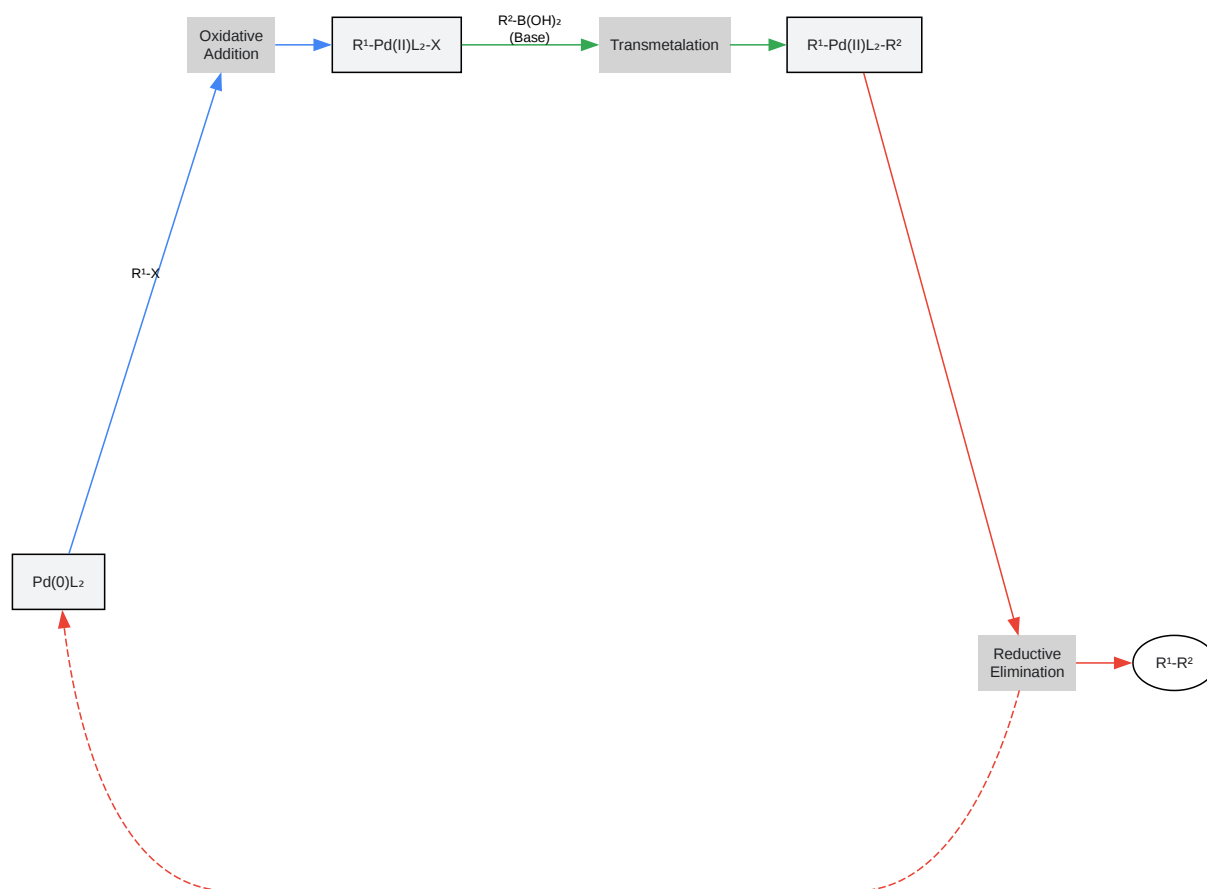 Oxidative
Addition
R¹-Pd(II)L₂-X
R²-B(OH)₂
(Base)
Transmetalation
R¹-Pd(II)L₂-R²
R¹-X
Pd(0)L₂
Reductive
Elimination
R¹-R²